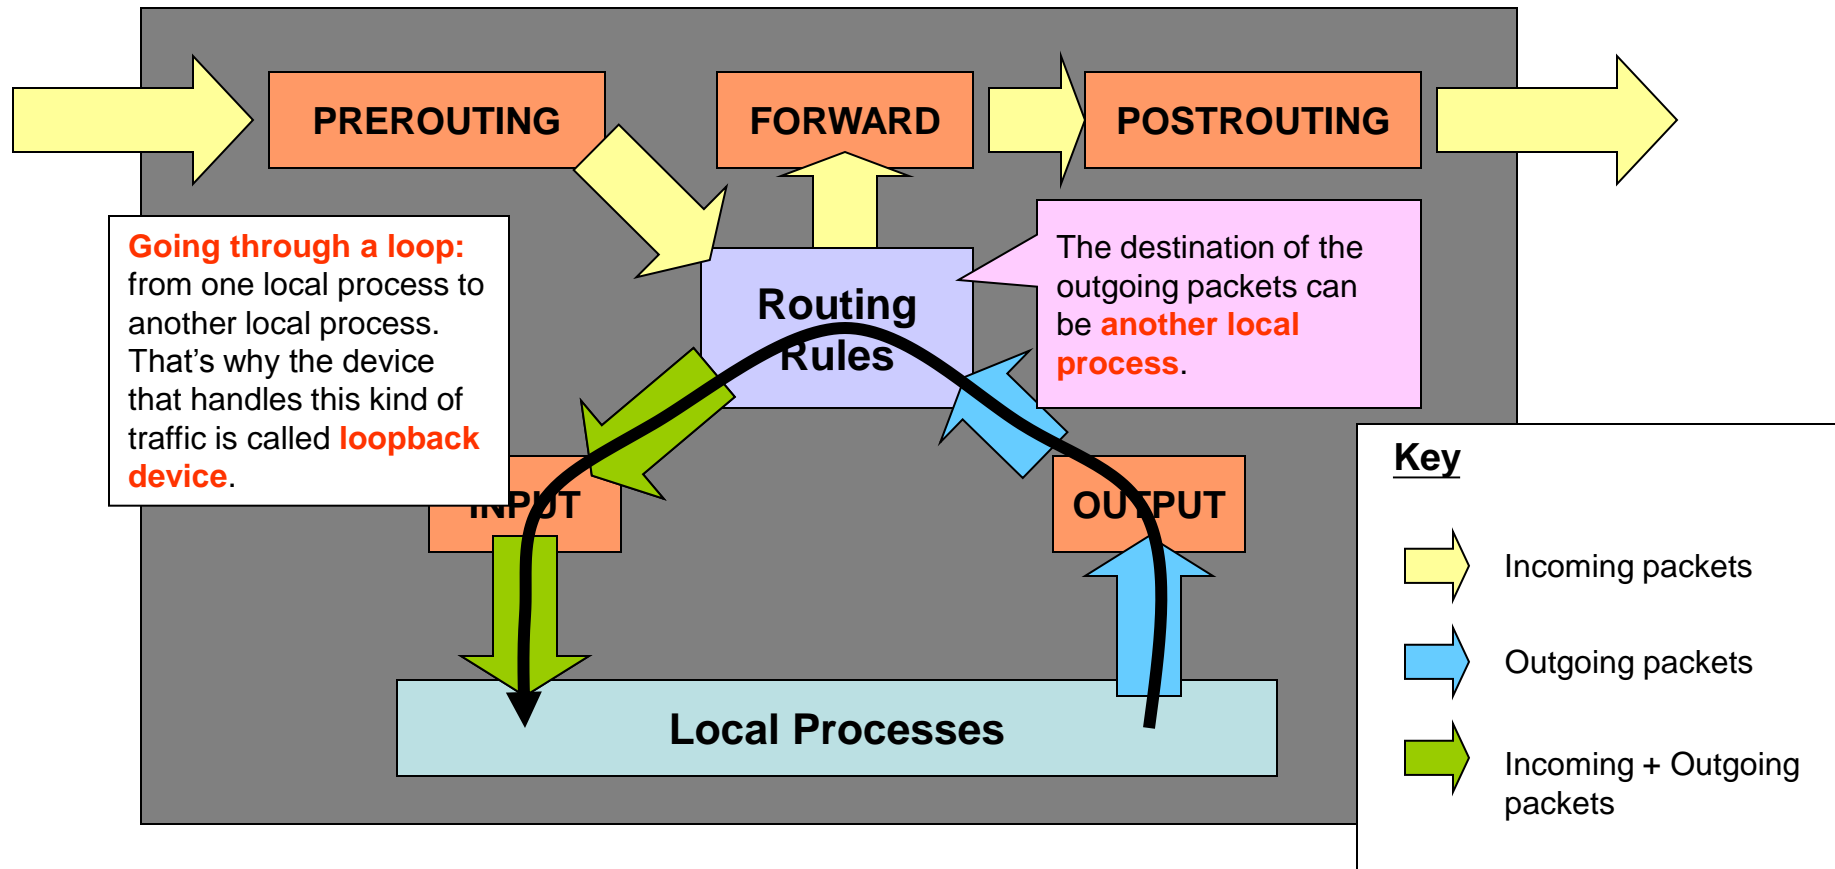 PREROUTING
FORWARD
POSTROUTING
Going through a loop:
from one local process to
another local process.
That's why the device
that handles this kind of
traffic is called loopback
device.
Routing
Rules
The destination of the
outgoing packets can
be another local
process.
INPUT
OUTPUT
Local Processes
Key
Incoming packets
Outgoing packets
Incoming + Outgoing
packets